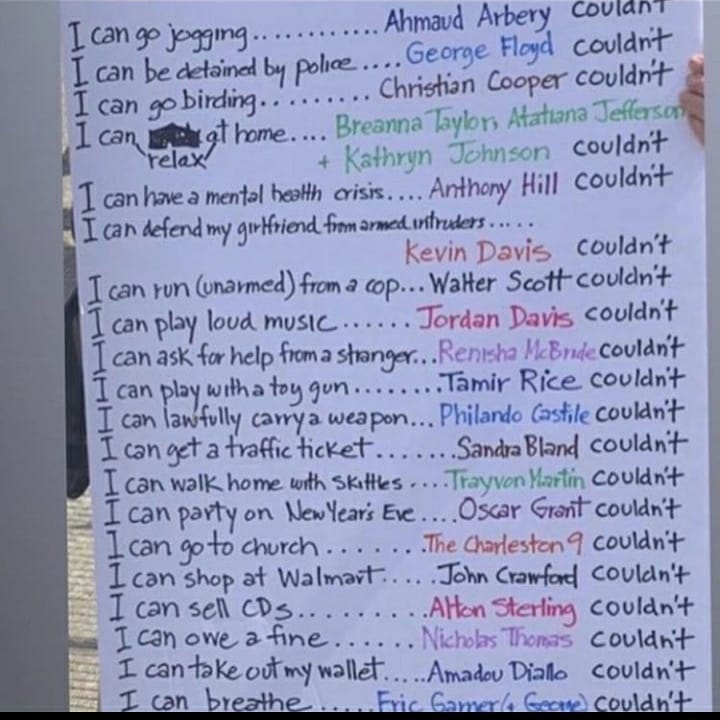 I can go jogging............ Ahmaud Arbery couldn't
I can be detained by police.....George Floyd couldn't
I can go birding.......... Christian Cooper couldn't
I can relax at home.... Breanna Taylor, Atatiana Jefferson
+ Kathryn Johnson couldn't
I can have a mental health crisis.... Anthony Hill couldn't
I can defend my girlfriend from armed intruders.....
Kevin Davis couldn't
I can run (unarmed) from a cop... Walter Scott couldn't
I can play loud music...... Jordan Davis couldn't
I can ask for help from a stranger...Renisha McBride couldn't
I can play with a toy gun........Tamir Rice couldn't
I can lawfully carry a weapon... Philando Castile couldn't
I can get a traffic ticket.......Sandra Bland couldn't
I can walk home with Skittles ....Trayvon Martin couldn't
I can party on New Year's Eve....Oscar Grant couldn't
I can go to church.......The Charleston 9 couldn't
I can shop at Walmart.....John Crawford couldn't
I can sell CDs.........Alton Sterling couldn't
I can owe a fine......Nicholas Thomas couldn't
I can take out my wallet.....Amadou Diallo couldn't
I can breathe.....Eric Garner (+ George) couldn't